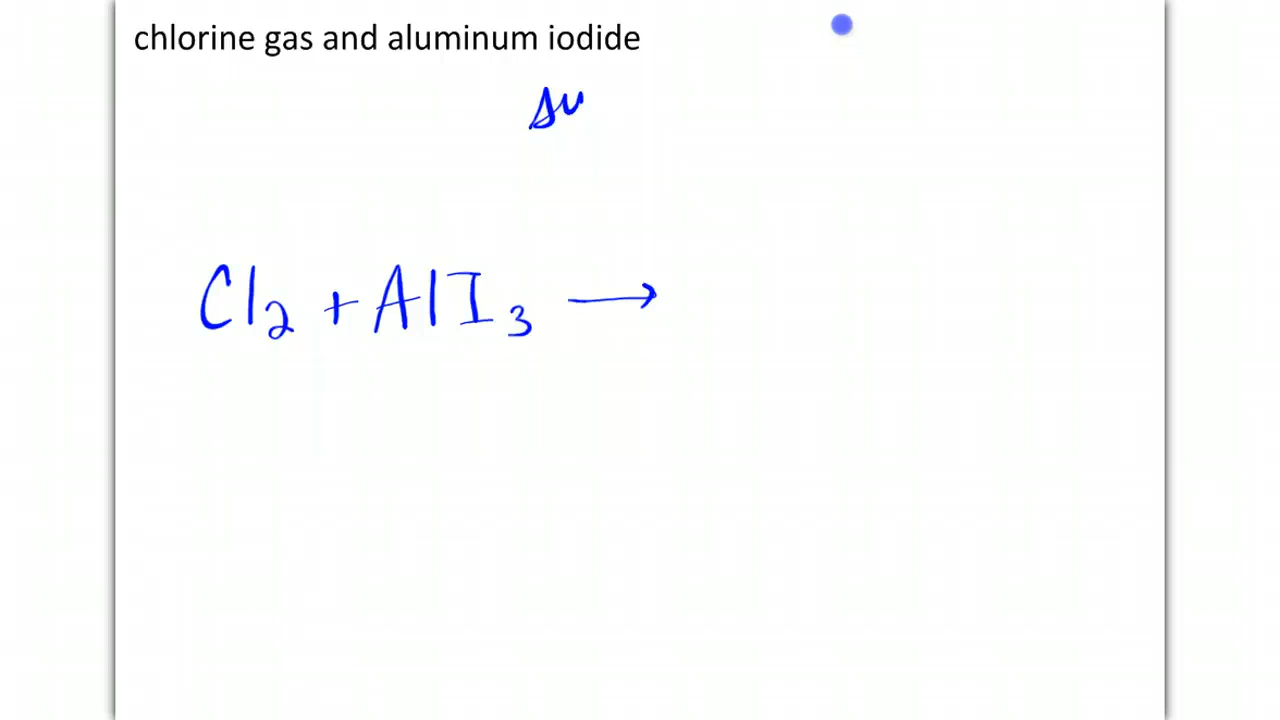 chlorine gas and aluminum iodide
Cl₂ + AlI₃ →